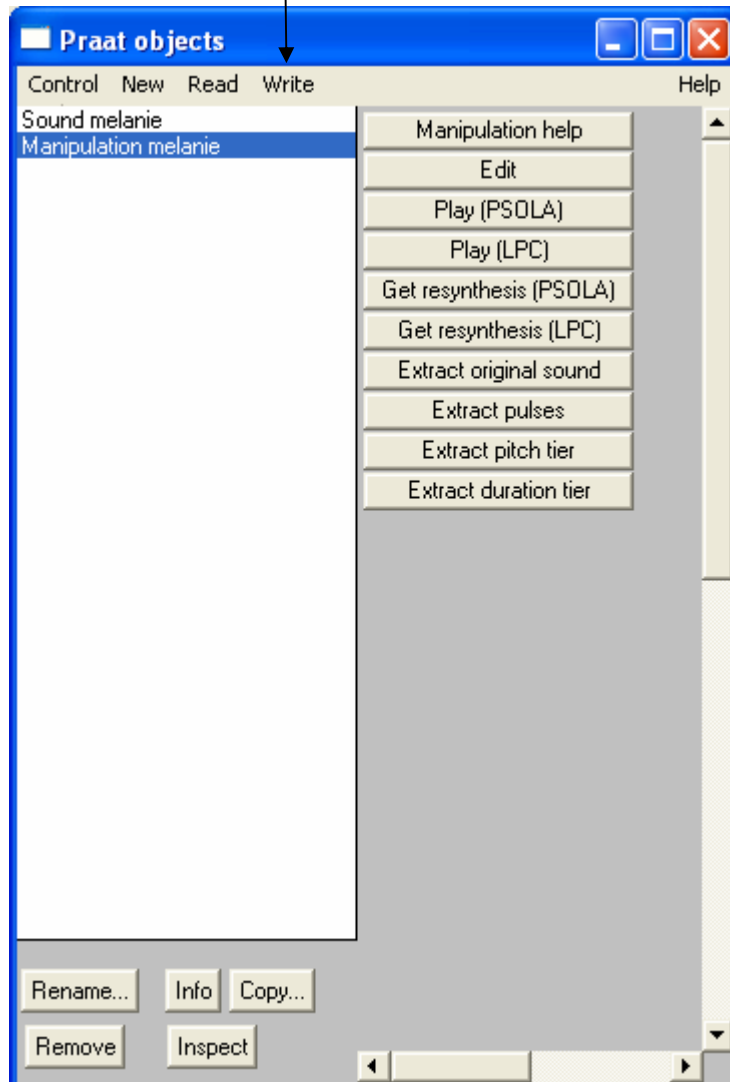 Praat objects
Control New Read Write Help
Sound melanie
Manipulation melanie
Manipulation help
Edit
Play (PSOLA)
Play (LPC)
Get resynthesis (PSOLA)
Get resynthesis (LPC)
Extract original sound
Extract pulses
Extract pitch tier
Extract duration tier
Rename... Info Copy...
Remove Inspect